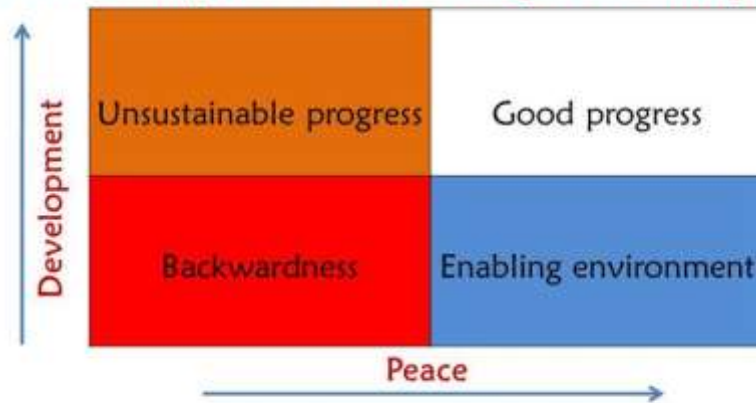 Development
Unsustainable progress
Good progress
Backwardness
Enabling environment
Peace